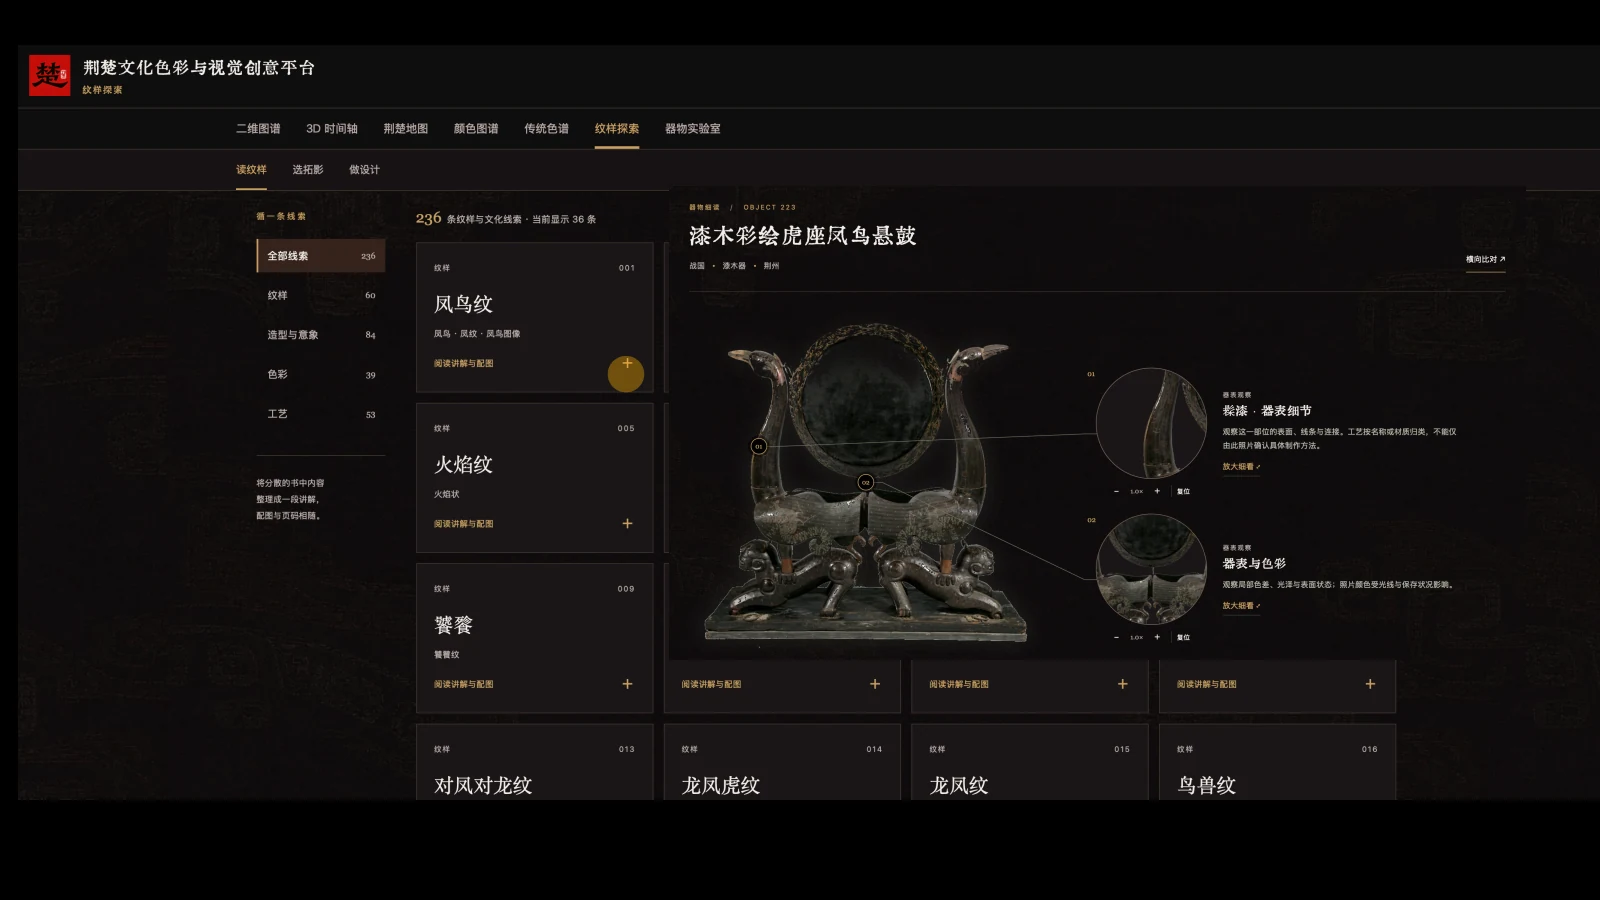 楚
荆楚文化色彩与视觉创意平台
纹样探索
二维图谱 3D 时间轴 荆楚地图 颜色图谱 传统色谱 纹样探索 器物实验室
读纹样 选拓影 做设计
循一条线索
全部线索 236
纹样 60
造型与意象 84
色彩 39
工艺 53
将分散的书中内容
整理成一段讲解，
配图与页码相随。
236 条纹样与文化线索 · 当前显示 36 条
纹样 001
凤鸟纹
凤鸟 · 凤纹 · 凤鸟图像
阅读讲解与配图 +
纹样 005
火焰纹
火焰状
阅读讲解与配图 +
纹样 009
饕餮
饕餮纹
阅读讲解与配图 +
阅读讲解与配图 +
阅读讲解与配图 +
阅读讲解与配图 +
纹样 013
对凤对龙纹
纹样 014
龙凤虎纹
纹样 015
龙凤纹
纹样 016
鸟兽纹
器物细读 / OBJECT 223
漆木彩绘虎座凤鸟悬鼓
战国 • 漆木器 • 荆州
横向比对 ↗
01
02
01
器表观察
髹漆 · 器表细节
观察这一部位的表面、线条与连接。工艺按名称或材质归类，不能仅
由此照片确认具体制作方法。
放大细看 ↗
− 1.0× + 复位
02
器表观察
器表与色彩
观察局部色差、光泽与表面状态；照片颜色受光线与保存状况影响。
放大细看 ↗
− 1.0× + 复位